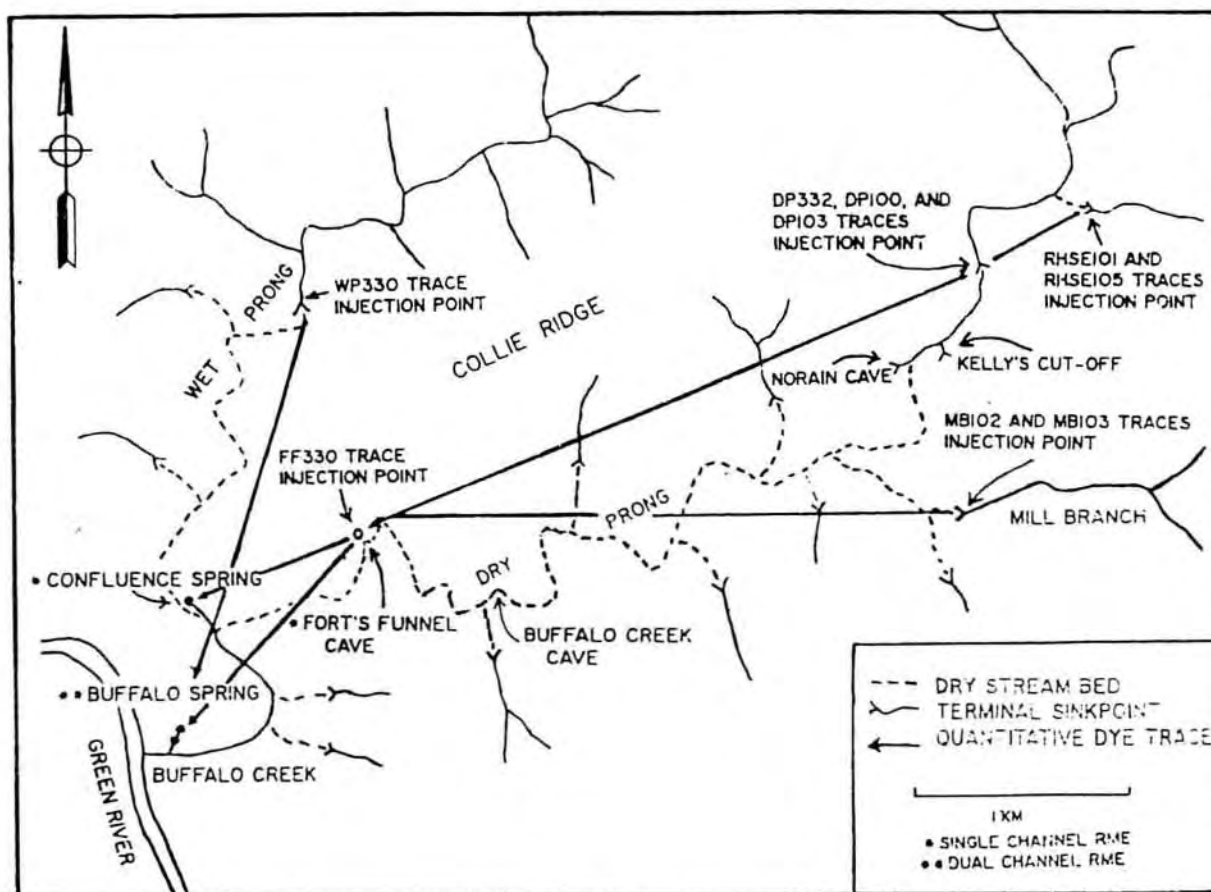 DP332, DP100, AND
DP103 TRACES
INJECTION POINT
RHSE101 AND
RHSE105 TRACES
INJECTION POINT
WP330 TRACE
INJECTION POINT
WET PRONG
COLLIE RIDGE
NORAIN CAVE
KELLY'S CUT-OFF
MB102 AND MB103 TRACES
INJECTION POINT
FF330 TRACE
INJECTION POINT
DRY PRONG
MILL BRANCH
• CONFLUENCE SPRING
• FORT'S FUNNEL
CAVE
BUFFALO CREEK
CAVE
•• BUFFALO SPRING
BUFFALO CREEK
GREEN RIVER
DRY STREAM BED
TERMINAL SINKPOINT
QUANTITATIVE DYE TRACE
1 KM
• SINGLE CHANNEL RME
•• DUAL CHANNEL RME